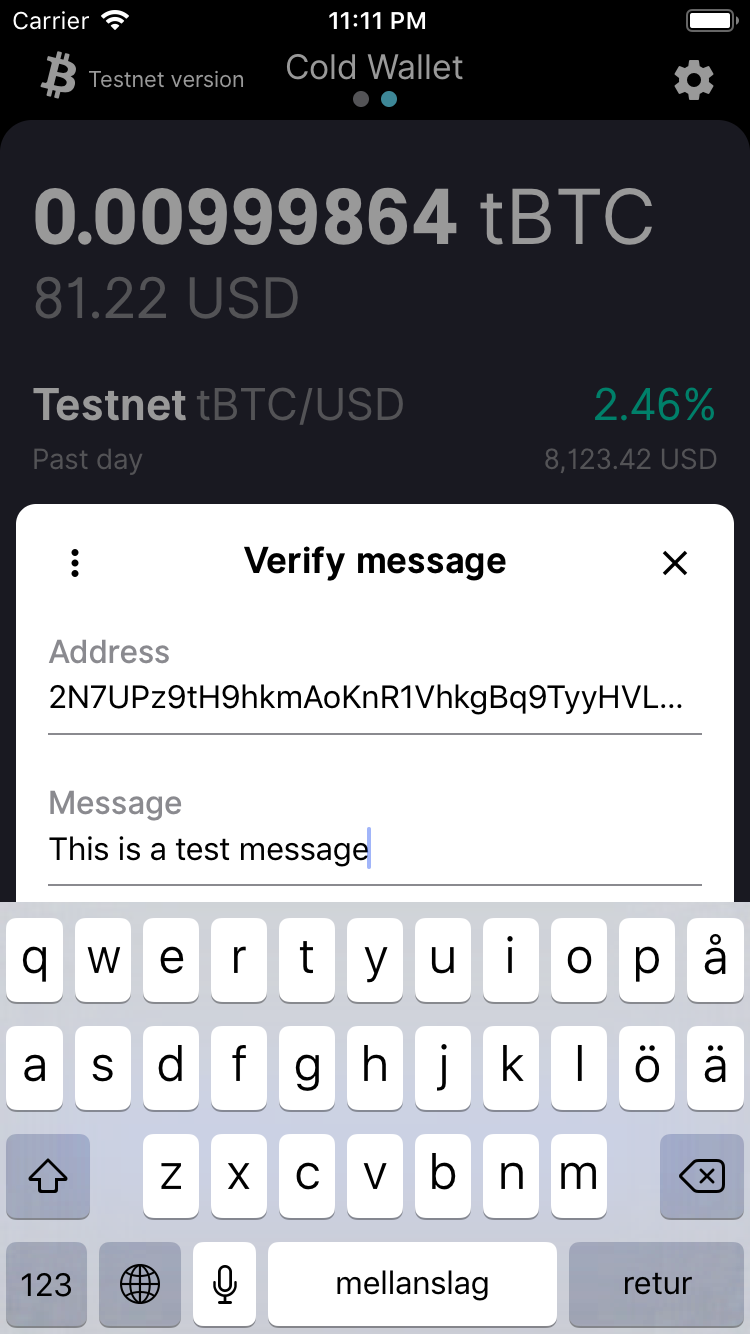 Carrier 11:11 PM
Testnet version Cold Wallet
0.00999864 tBTC
81.22 USD
Testnet tBTC/USD 2.46%
Past day 8,123.42 USD
Verify message
Address
2N7UPz9tH9hkmAoKnR1VhkgBq9TyyHVL...
Message
This is a test message
q w e r t y u i o p å
a s d f g h j k l ö ä
z x c v b n m
123 mellanslag retur